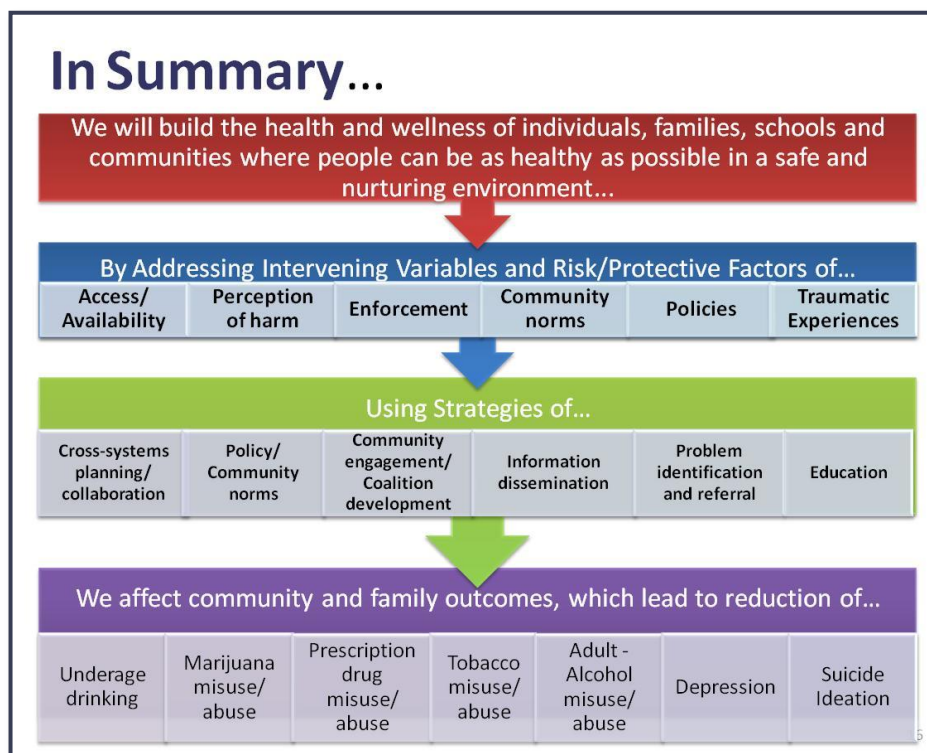 In Summary...
We will build the health and wellness of individuals, families, schools and
communities where people can be as healthy as possible in a safe and
nurturing environment...
By Addressing Intervening Variables and Risk/Protective Factors of...
Access/
Availability
Perception
of harm
Enforcement
Community
norms
Policies
Traumatic
Experiences
Using Strategies of...
Cross-systems
planning/
collaboration
Policy/
Community
norms
Community
engagement/
Coalition
development
Information
dissemination
Problem
identification
and referral
Education
We affect community and family outcomes, which lead to reduction of...
Underage
drinking
Marijuana
misuse/
abuse
Prescription
drug
misuse/
abuse
Tobacco
misuse/
abuse
Adult -
Alcohol
misuse/
abuse
Depression
Suicide
Ideation
6